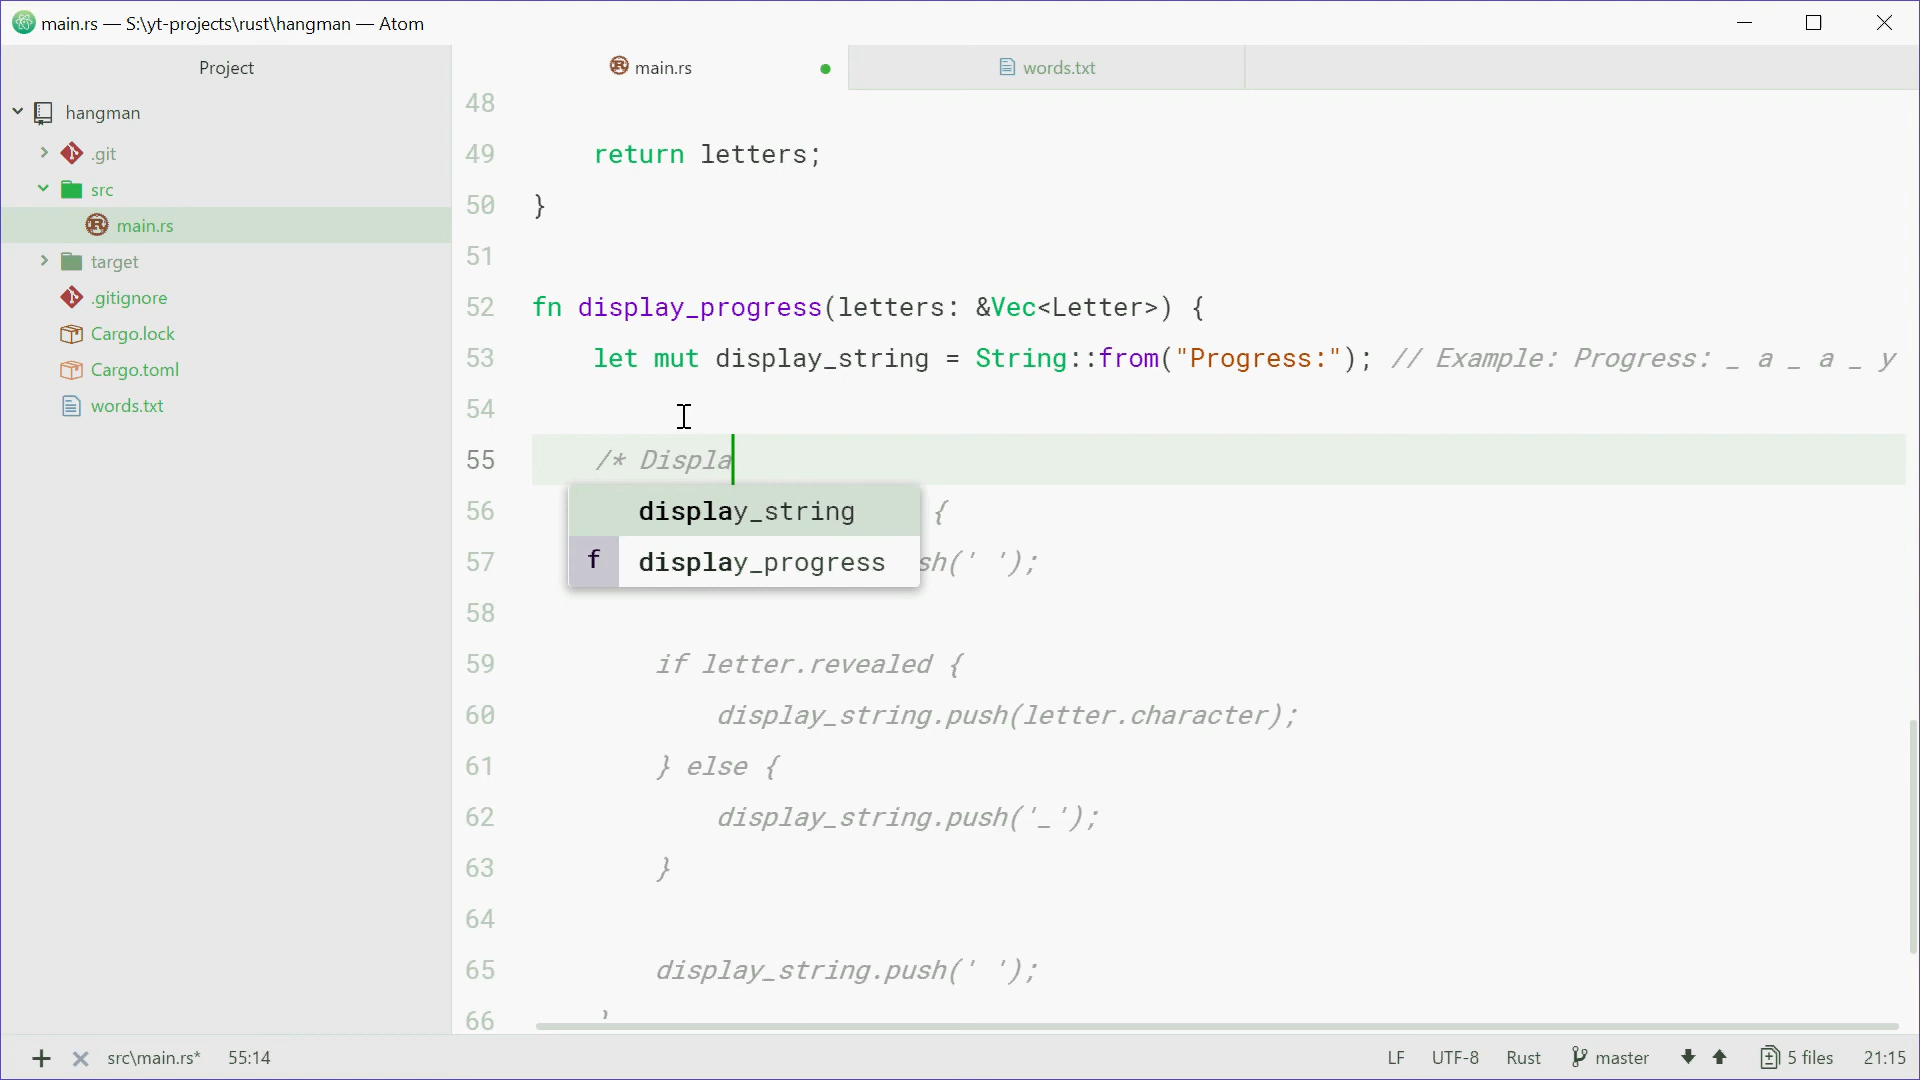 main.rs — S:\yt-projects\rust\hangman — Atom
Project
main.rs
words.txt
hangman
.git
src
main.rs
target
.gitignore
Cargo.lock
Cargo.toml
words.txt
48
49 return letters;
50 }
51
52 fn display_progress(letters: &Vec<Letter>) {
53 let mut display_string = String::from("Progress:"); // Example: Progress: _ a _ a _ y
54
55 /* Displa
56 {
display_string
57 sh(' ');
f display_progress
58
59 if letter.revealed {
60 display_string.push(letter.character);
61 } else {
62 display_string.push('_');
63 }
64
65 display_string.push(' ');
66
src\main.rs* 55:14 LF UTF-8 Rust master 5 files 21:15